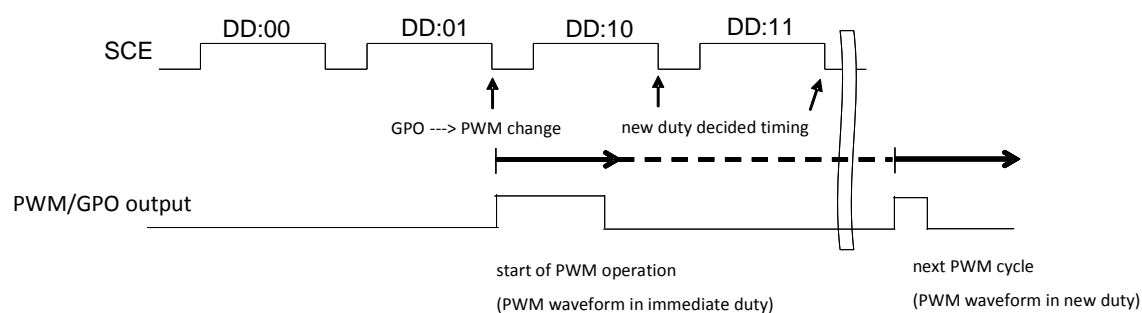 DD:00 DD:01 DD:10 DD:11
SCE
GPO ---> PWM change new duty decided timing
PWM/GPO output
start of PWM operation next PWM cycle
(PWM waveform in immediate duty) (PWM waveform in new duty)